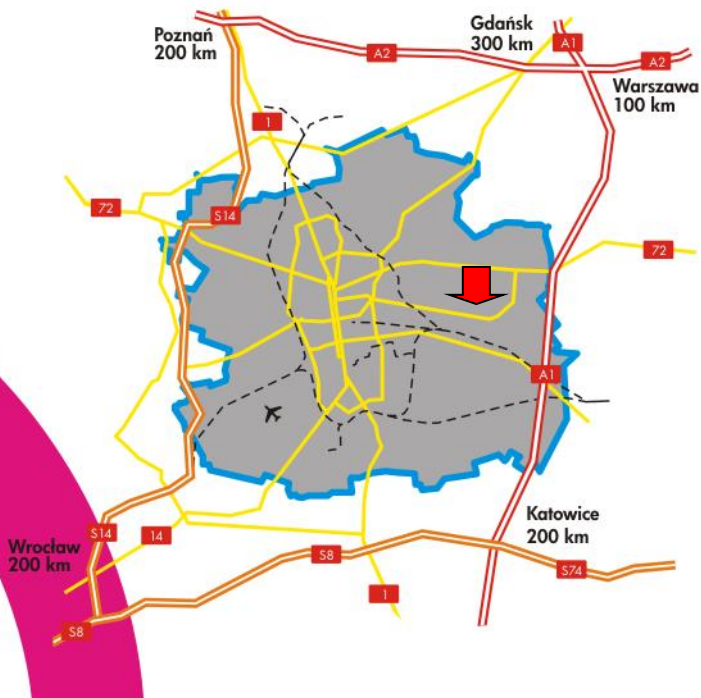 Poznań
200 km
Gdańsk
300 km
A1
A2
A2
Warszawa
100 km
1
72
S14
72
A1
Katowice
200 km
S14
14
Wrocław
200 km
S8
S74
1
S8